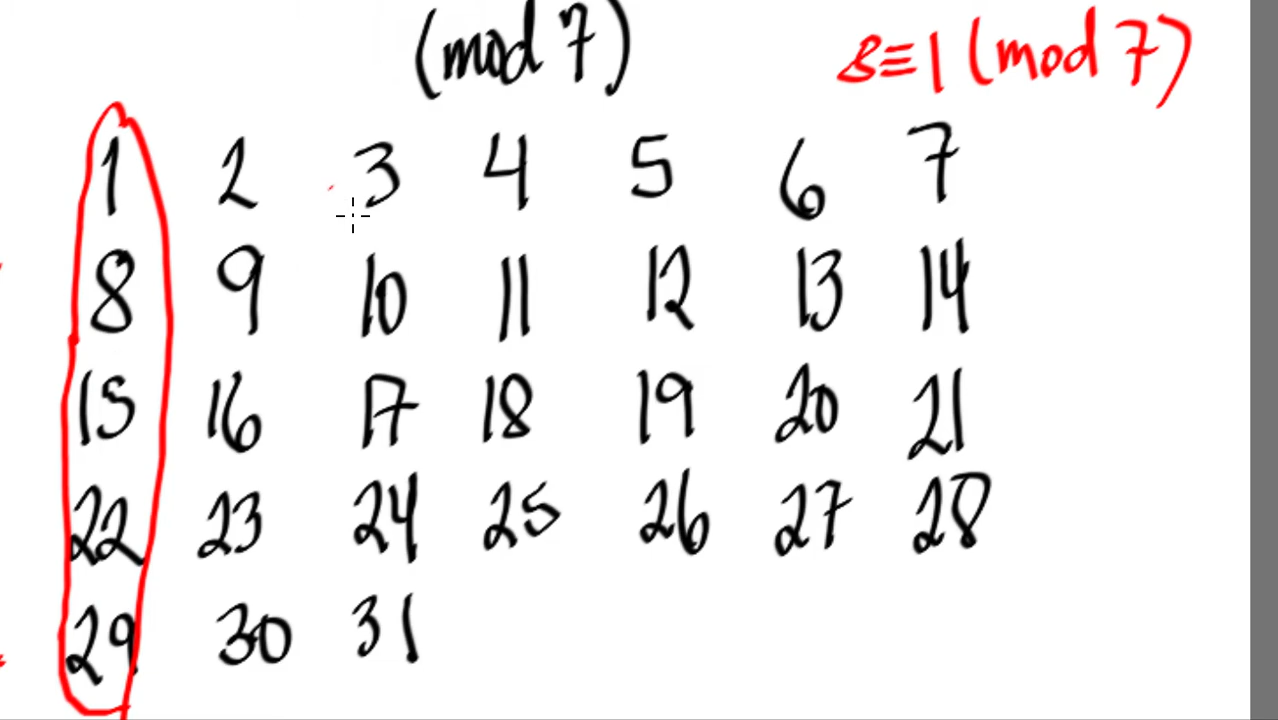 (mod 7) 8≡1 (mod 7)
1 2 3 4 5 6 7
8 9 10 11 12 13 14
15 16 17 18 19 20 21
22 23 24 25 26 27 28
29 30 31